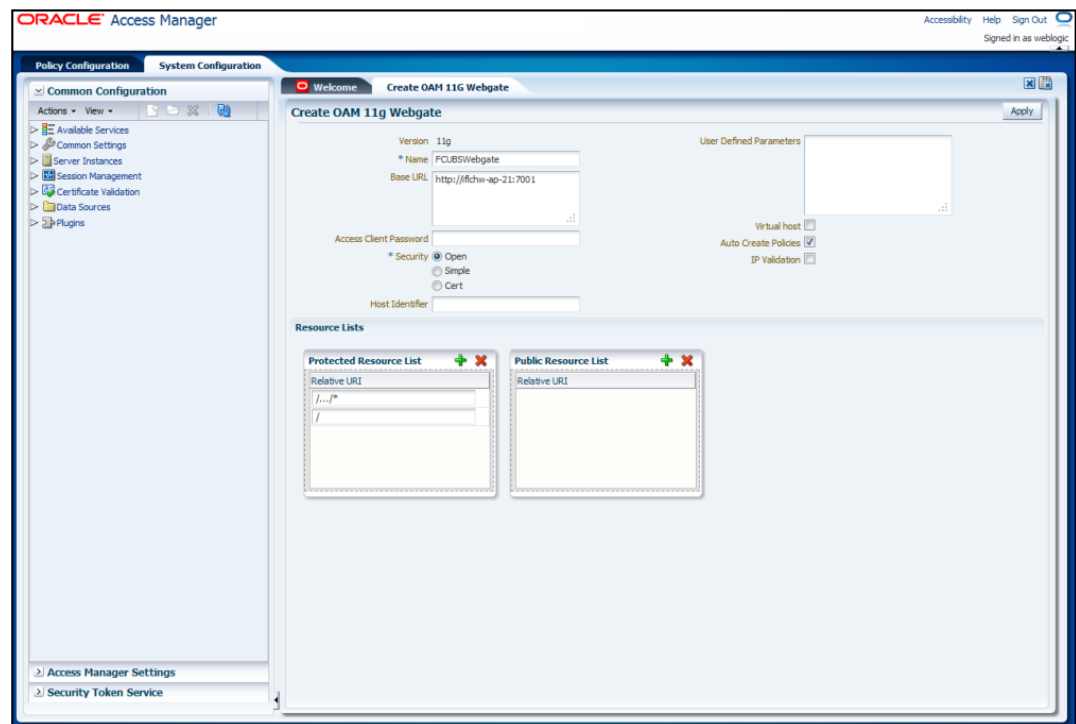 ORACLE Access Manager
Accessibility Help Sign Out
Signed in as weblogic
Policy Configuration System Configuration
Common Configuration
Actions View
Available Services
Common Settings
Server Instances
Session Management
Certificate Validation
Data Sources
Plugins
Access Manager Settings
Security Token Service
Welcome Create OAM 11G Webgate
Create OAM 11g Webgate Apply
Version 11g
* Name FCUBSWebgate
Base URL http://iflchw-ap-21:7001
Access Client Password
* Security Open
Simple
Cert
Host Identifier
User Defined Parameters
Virtual host
Auto Create Policies
IP Validation
Resource Lists
Protected Resource List
Relative URI
/.../*
/
Public Resource List
Relative URI